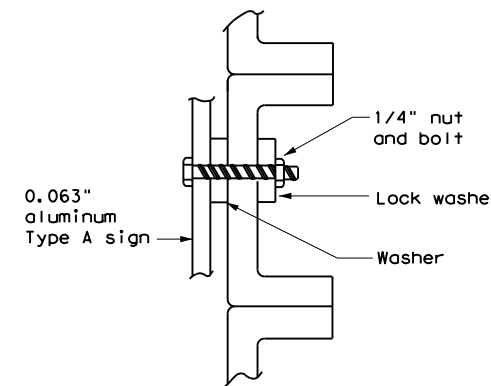 1/4" nut
and bolt
0.063"
aluminum
Type A sign
Lock washe
Washer